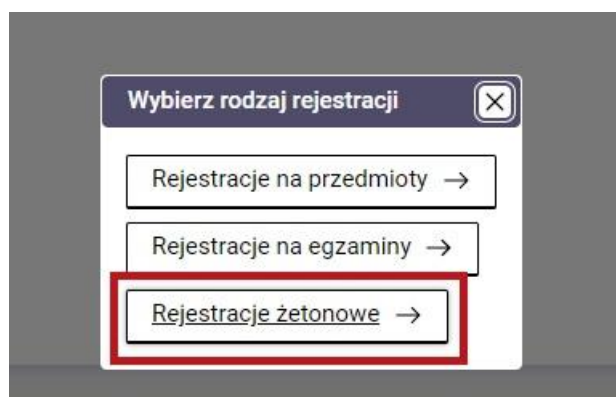 Wybierz rodzaj rejestracji
Rejestracje na przedmioty →
Rejestracje na egzaminy →
Rejestracje żetonowe →